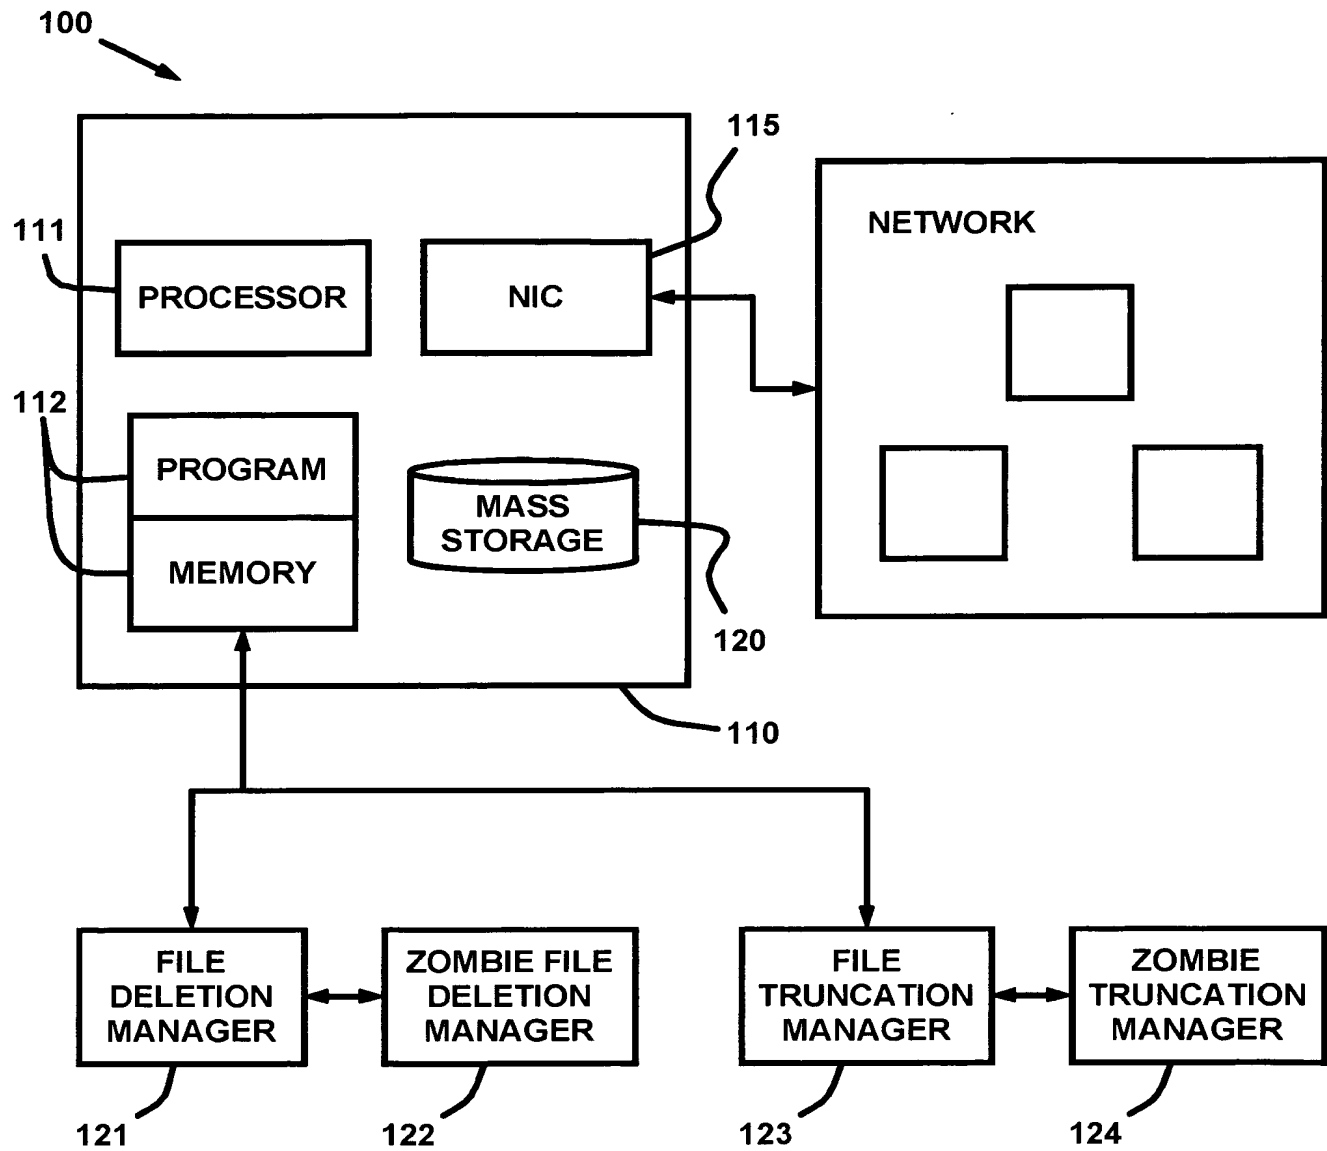 100
115
NETWORK
111
PROCESSOR
NIC
112
PROGRAM
MEMORY
MASS
STORAGE
120
110
FILE
DELETION
MANAGER
ZOMBIE FILE
DELETION
MANAGER
FILE
TRUNCATION
MANAGER
ZOMBIE
TRUNCATION
MANAGER
121
122
123
124